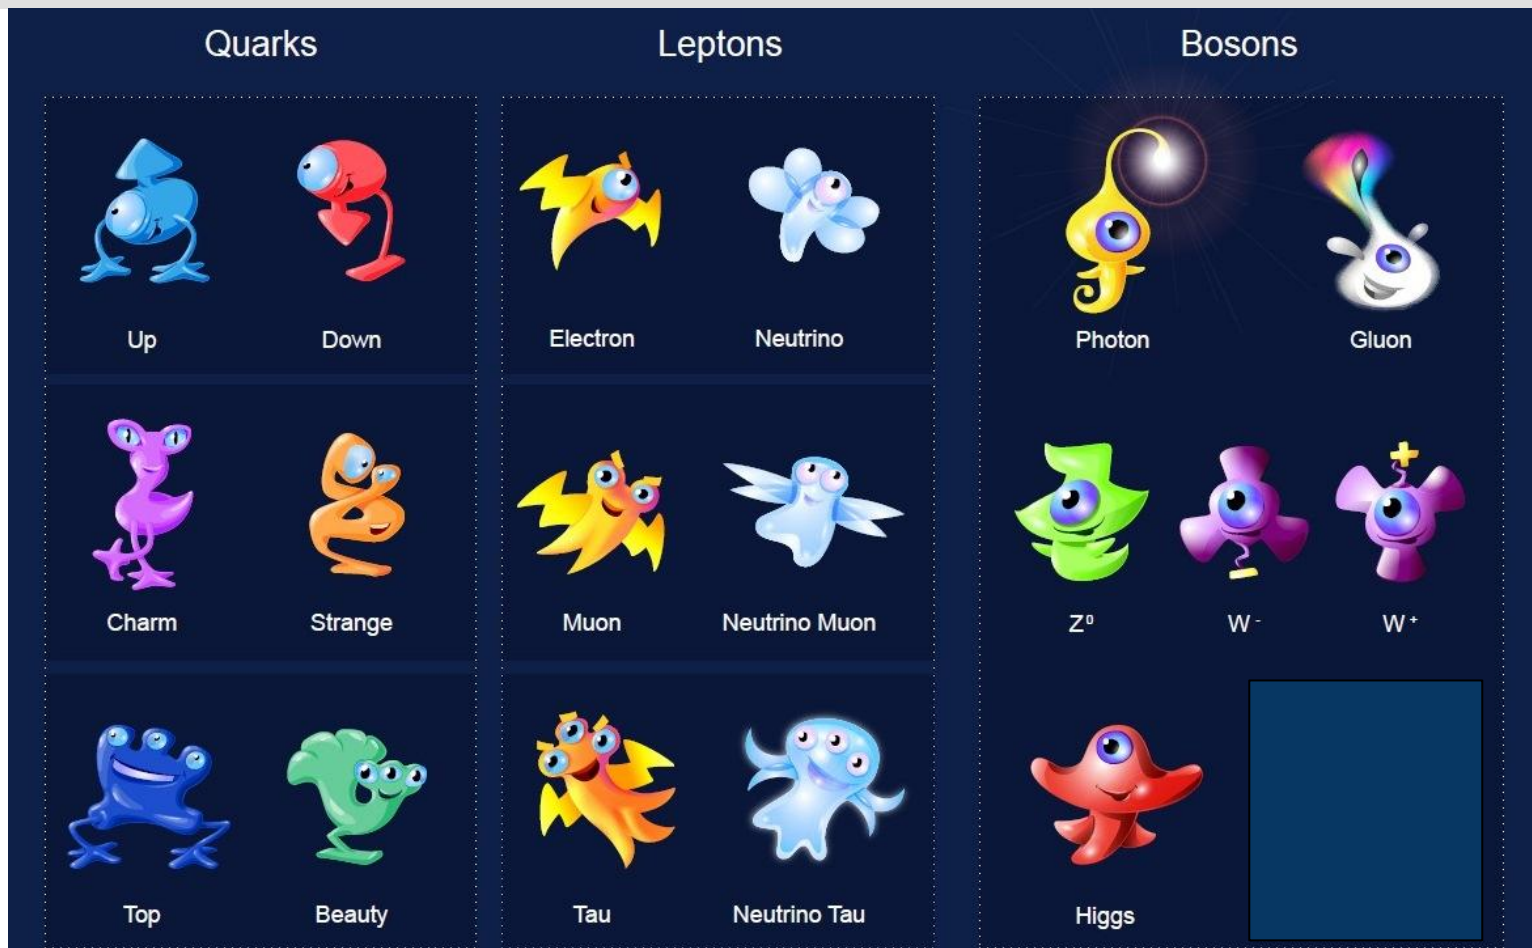 Quarks
Leptons
Bosons
Up
Down
Electron
Neutrino
Photon
Gluon
Charm
Strange
Muon
Neutrino Muon
Z⁰
W⁻
W⁺
Top
Beauty
Tau
Neutrino Tau
Higgs